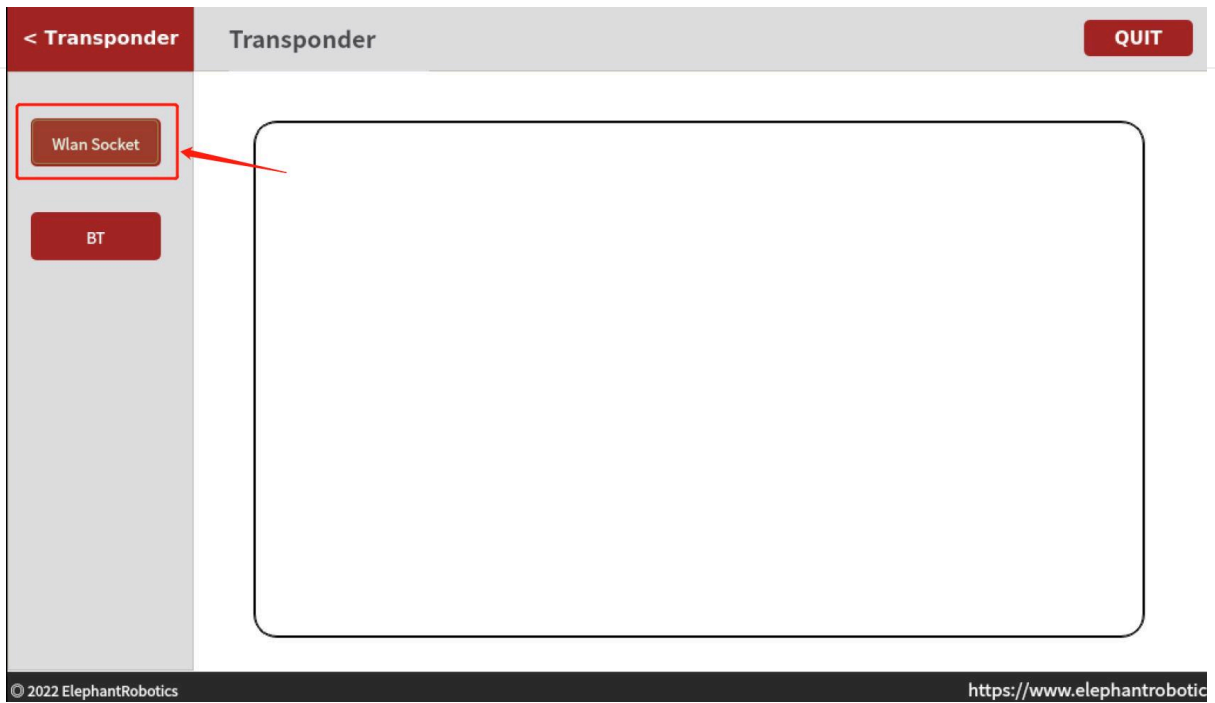 < Transponder
Transponder
QUIT
Wlan Socket
BT
© 2022 ElephantRobotics
https://www.elephantrobotic